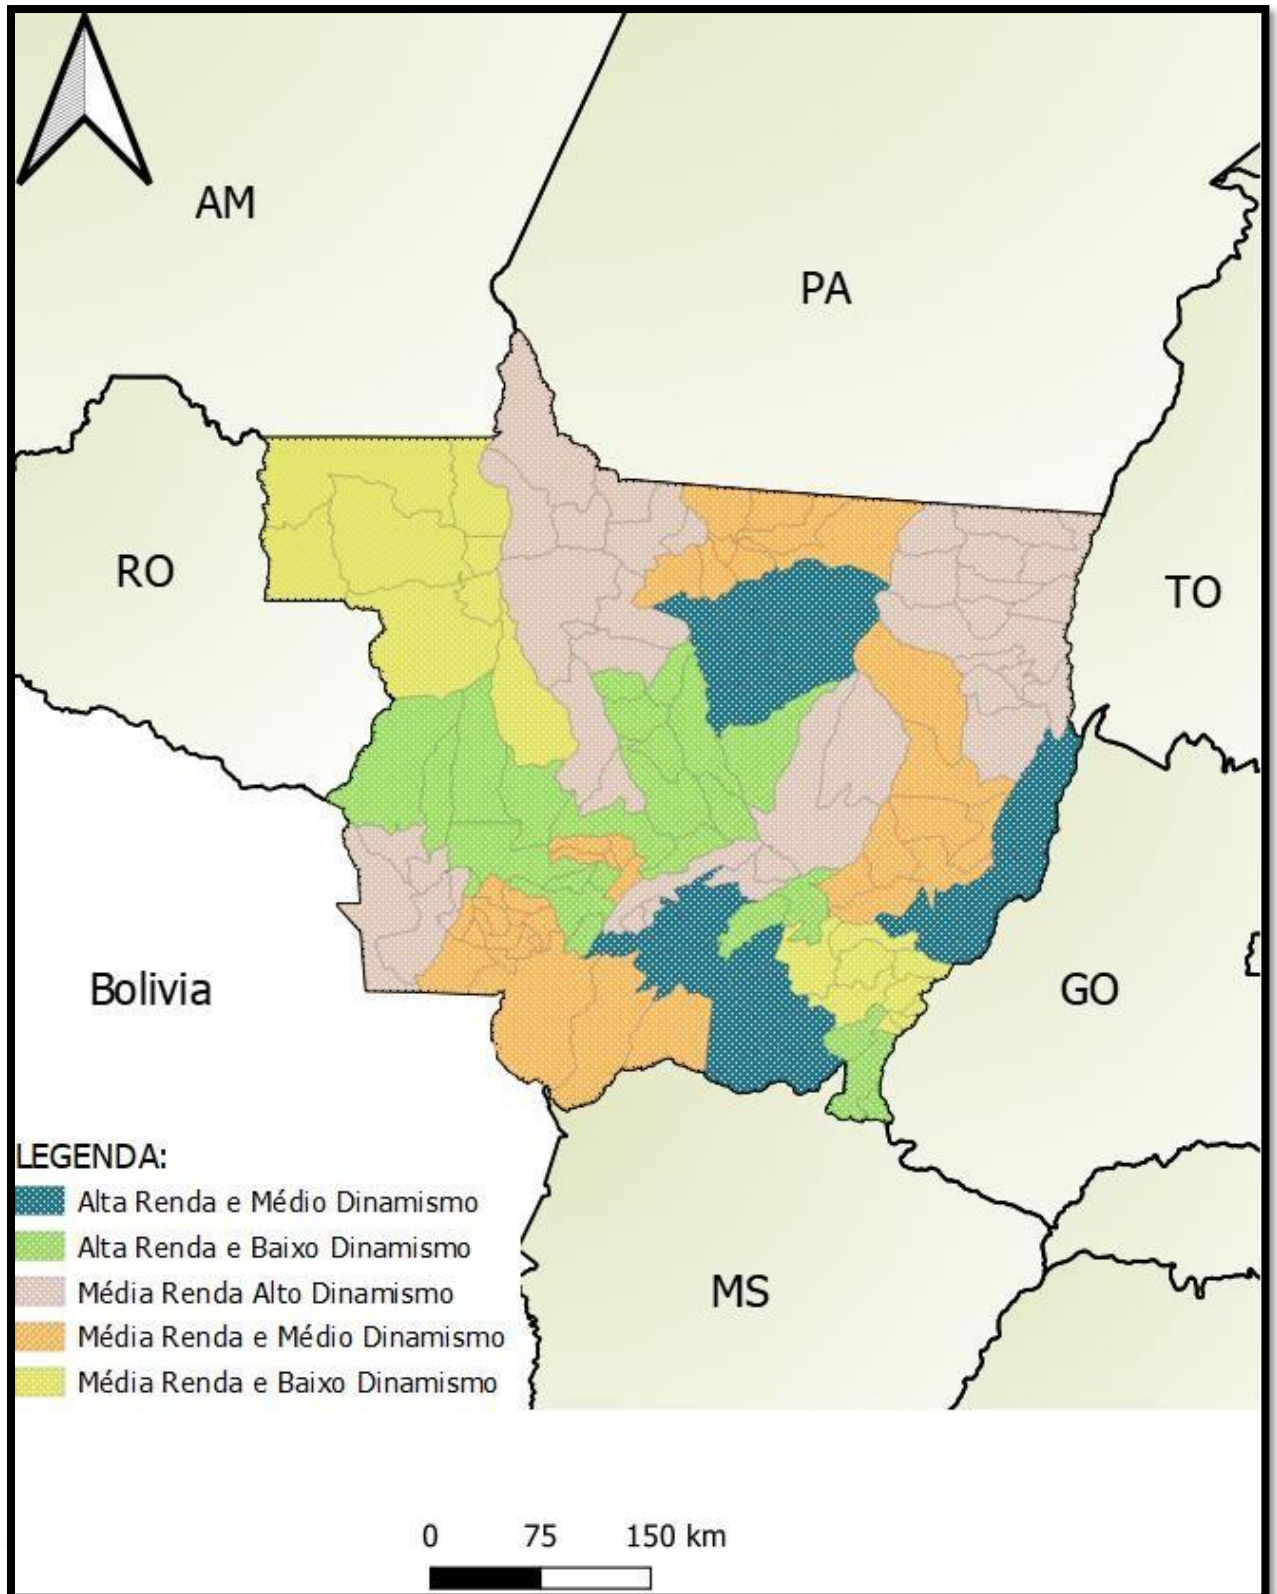 AM
PA
RO
TO
Bolivia
GO
LEGENDA:
Alta Renda e Médio Dinamismo
Alta Renda e Baixo Dinamismo
Média Renda Alto Dinamismo
Média Renda e Médio Dinamismo
Média Renda e Baixo Dinamismo
MS
0 75 150 km